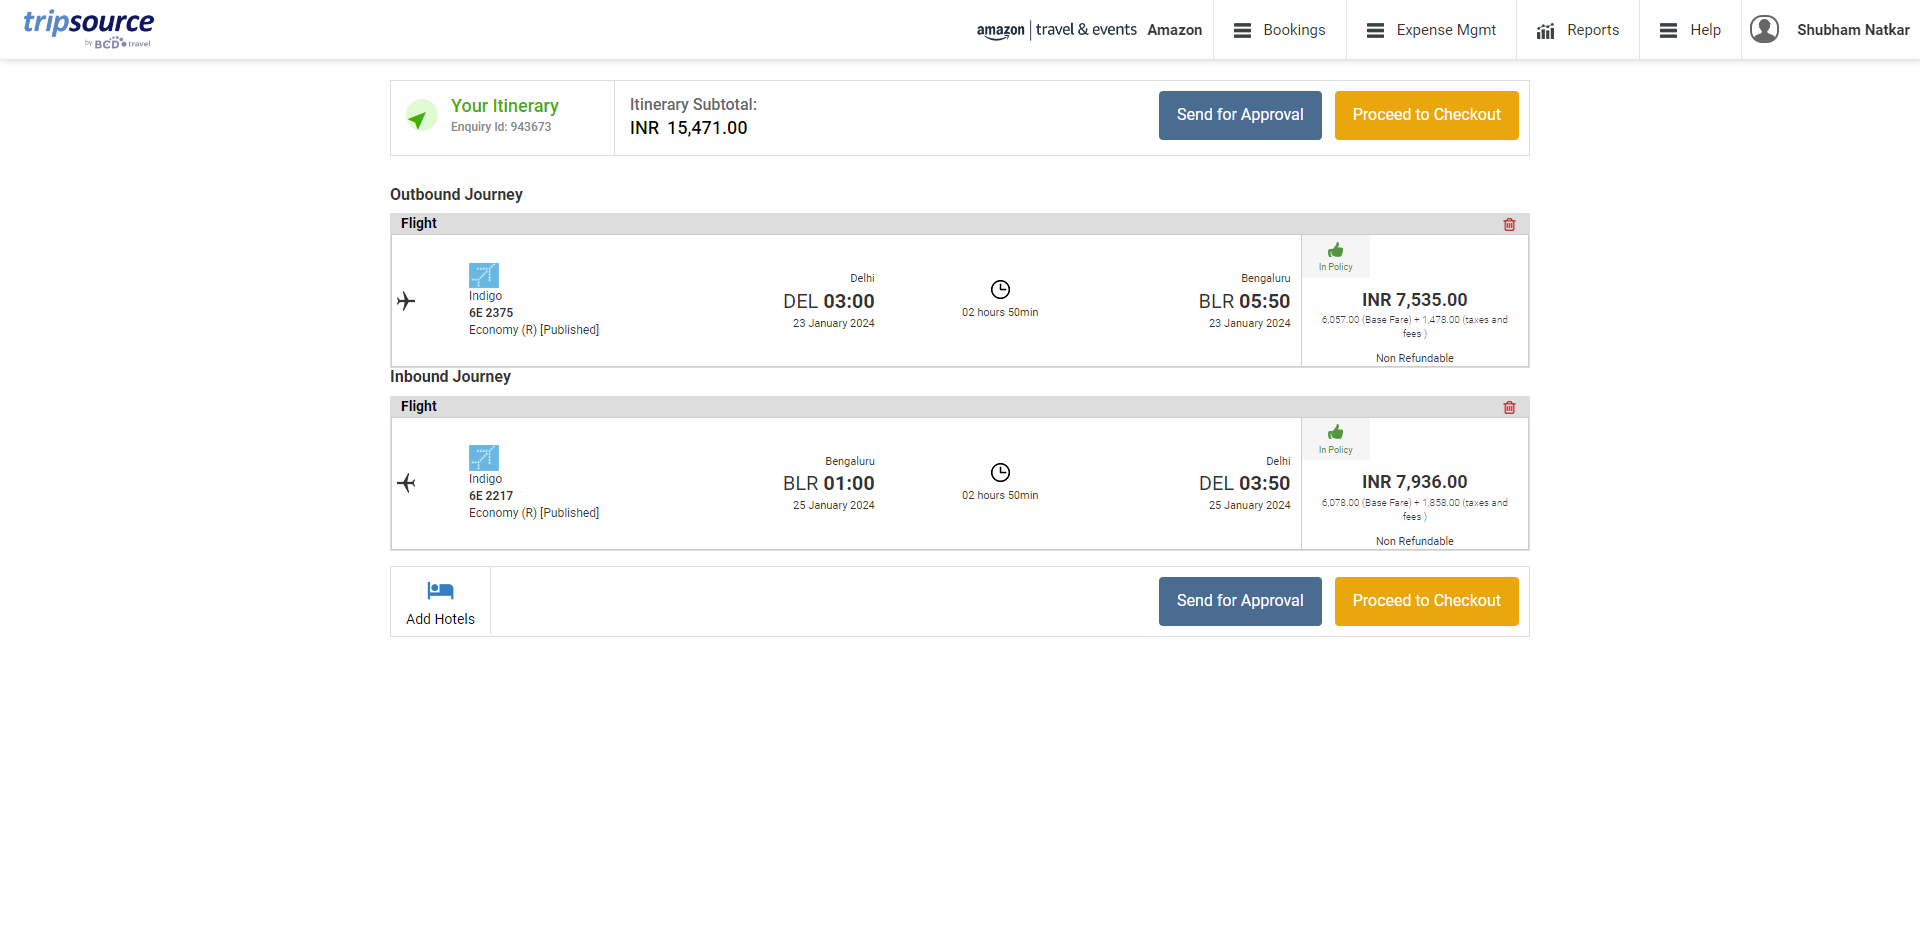 tripsource
by BCD travel
amazon | travel & events Amazon
Bookings
Expense Mgmt
Reports
Help
Shubham Natkar
Your Itinerary
Enquiry Id: 943673
Itinerary Subtotal:
INR 15,471.00
Send for Approval
Proceed to Checkout
Outbound Journey
Flight
Indigo
6E 2375
Economy (R) [Published]
Delhi
DEL 03:00
23 January 2024
02 hours 50min
Bengaluru
BLR 05:50
23 January 2024
In Policy
INR 7,535.00
6,057.00 (Base Fare) + 1,478.00 (taxes and
fees )
Non Refundable
Inbound Journey
Flight
Indigo
6E 2217
Economy (R) [Published]
Bengaluru
BLR 01:00
25 January 2024
02 hours 50min
Delhi
DEL 03:50
25 January 2024
In Policy
INR 7,936.00
6,078.00 (Base Fare) + 1,858.00 (taxes and
fees )
Non Refundable
Add Hotels
Send for Approval
Proceed to Checkout